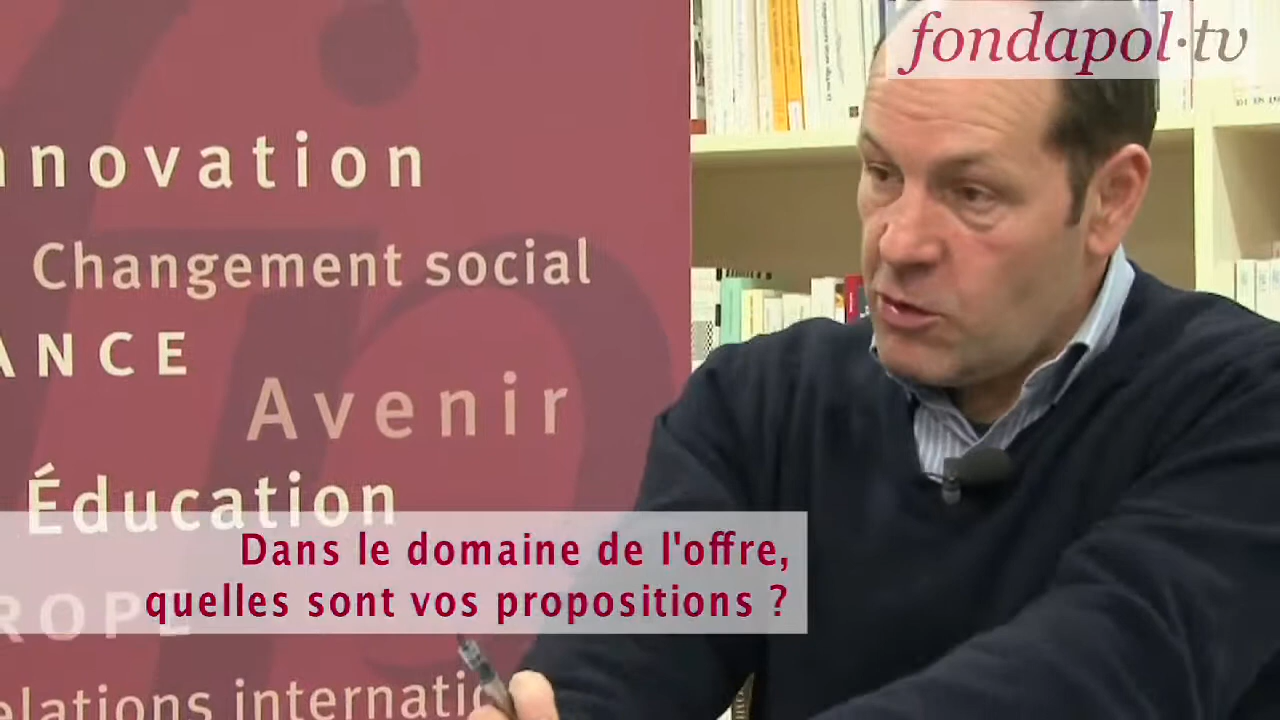 fondapol·tv
nnovation
Changement social
ANCE
Avenir
Éducation
Dans le domaine de l'offre,
quelles sont vos propositions ?
ROPE
elations internati